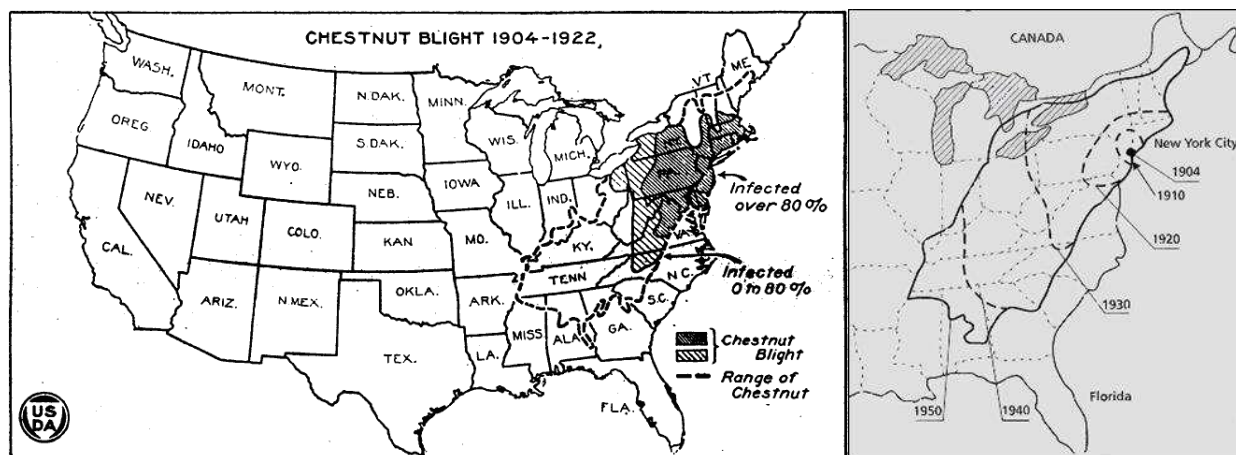 CHESTNUT BLIGHT 1904-1922,
WASH.
MONT.
N.DAK.
MINN.
VT.
ME.
OREG
IDAHO
S.DAK.
WIS.
MICH.
WYO.
NEB.
IOWA
PA.
NEV.
UTAH
COLO.
ILL.
IND.
Infected
over 80%
CAL.
KAN
MO.
KY.
VA.
ARIZ.
N.MEX.
OKLA.
ARK.
TENN
N.C.
Infected
0 to 80%
S.C.
TEX.
LA.
MISS.
ALA.
GA.
FLA.
Chestnut
Blight
Range of
Chestnut
US
DA
CANADA
New York City
1904
1910
1920
1930
Florida
1950
1940